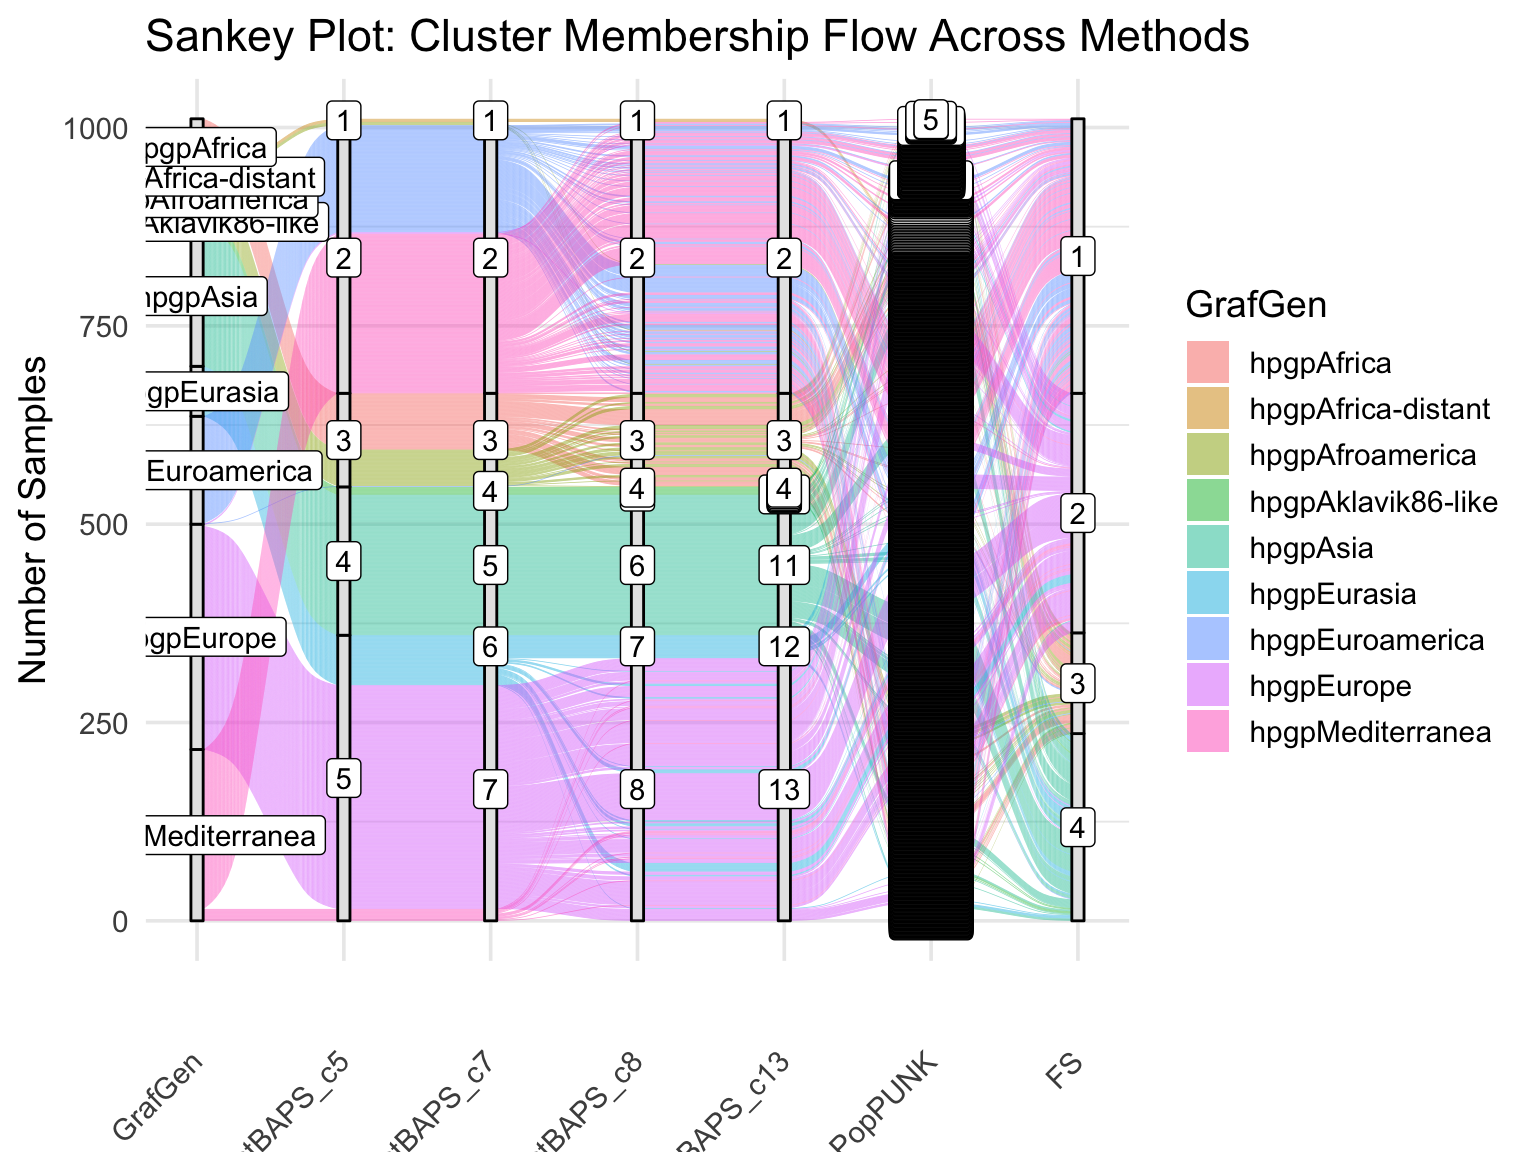 Sankey Plot: Cluster Membership Flow Across Methods
Number of Samples
1000
750
500
250
0
pgpAfrica
Africa-distant
Afroamerica
Aklavik86-like
hpgpAsia
gpEurasia
Euroamerica
pgpEurope
Mediterranea
1
2
3
4
5
1
2
3
4
5
6
7
1
2
3
4
6
7
8
1
2
3
4
11
12
13
5
1
2
3
4
GrafGen
tBAPS_c5
tBAPS_c7
tBAPS_c8
BAPS_c13
PopPUNK
FS
GrafGen
hpgpAfrica
hpgpAfrica-distant
hpgpAfroamerica
hpgpAklavik86-like
hpgpAsia
hpgpEurasia
hpgpEuroamerica
hpgpEurope
hpgpMediterranea